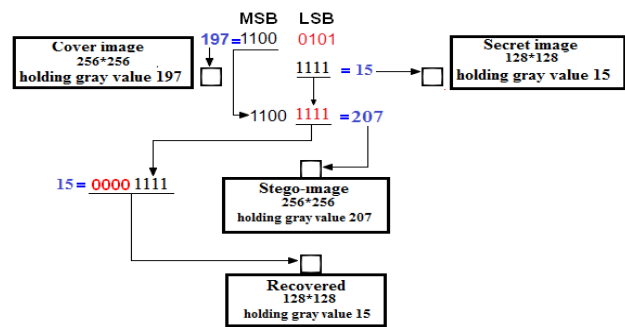 MSB LSB
197= 1100 0101
Cover image
256*256
holding gray value 197
1111 = 15
Secret image
128*128
holding gray value 15
1100 1111 =207
15= 0000 1111
Stego-image
256*256
holding gray value 207
Recovered
128*128
holding gray value 15